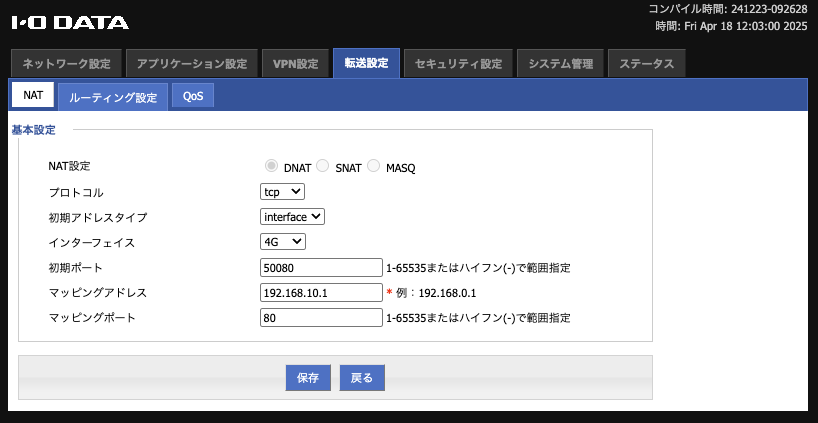 コンパイル時間: 241223-092628
I-O DATA
時間: Fri Apr 18 12:03:00 2025
ネットワーク設定 アプリケーション設定 VPN設定 転送設定 セキュリティ設定 システム管理 ステータス
NAT ルーティング設定 QoS
基本設定
NAT設定 DNAT SNAT MASQ
プロトコル tcp
初期アドレスタイプ interface
インターフェイス 4G
初期ポート 50080 1-65535またはハイフン(-)で範囲指定
マッピングアドレス 192.168.10.1 * 例：192.168.0.1
マッピングポート 80 1-65535またはハイフン(-)で範囲指定
保存 戻る